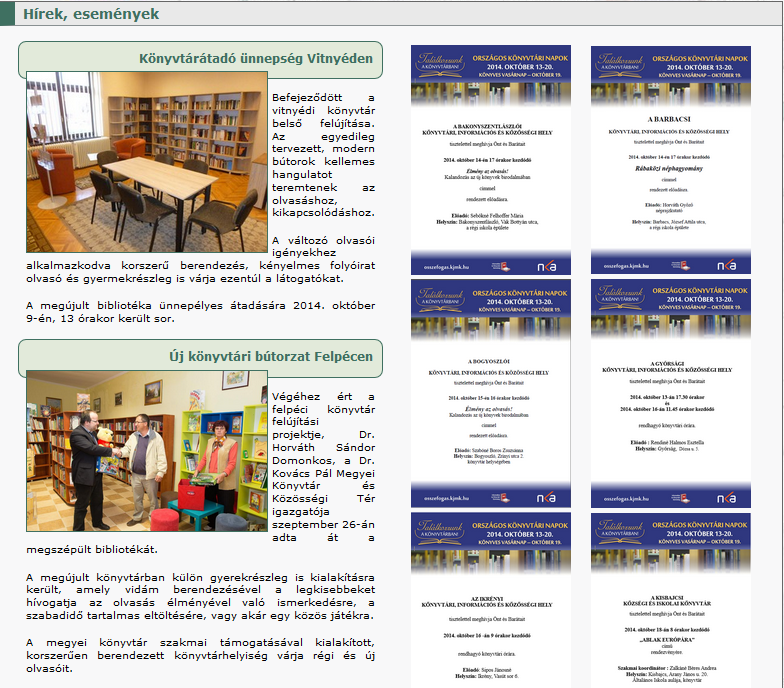 Hírek, események
Könyvtárátadó ünnepség Vitnyéden
Befejeződött a
vitnyédi könyvtár
belső felújítása.
Az egyedileg
tervezett, modern
bútorok kellemes
hangulatot
teremtenek az
olvasáshoz,
kikapcsolódáshoz.
A változó olvasói
igényekhez
alkalmazkodva korszerű berendezés, kényelmes folyóirat
olvasó és gyermekrészleg is várja ezentúl a látogatókat.
A megújult bibliotéka ünnepélyes átadására 2014. október
9-én, 13 órakor került sor.
Új könyvtári bútorzat Felpécen
Végéhez ért a
felpéci könyvtár
felújítási
projektje, Dr.
Horváth Sándor
Domonkos, a Dr.
Kovács Pál Megyei
Könyvtár és
Közösségi Tér
igazgatója
szeptember 26-án
adta át a
megszépült bibliotékát.
A megújult könyvtárban külön gyerekrészleg is kialakításra
került, amely vidám berendezésével a legkisebbeket
hívogatja az olvasás élményével való ismerkedésre, a
szabadidő tartalmas eltöltésére, vagy akár egy közös játékra.
A megyei könyvtár szakmai támogatásával kialakított,
korszerűen berendezett könyvtárhelyiség várja régi és új
olvasóit.
Találkozzunk
A KÖNYVTÁRBAN!
ORSZÁGOS KÖNYVTÁRI NAPOK
2014. OKTÓBER 13-20.
KÖNYVES VASÁRNAP – OKTÓBER 19.
A BAKONYSZENTLÁSZLÓI
KÖNYVTÁRI, INFORMÁCIÓS ÉS KÖZÖSSÉGI HELY
tisztelettel meghívja Önt és Barátait
2014. október 14-én 17 órakor kezdődő
Élmény az olvasás!
Kalandozás az új könyvek birodalmában
címmel
rendezett előadásra.
Előadó: Sebőkné Felhoffer Mária
Helyszín: Bakonyszentlászló, Vak Bottyán utca,
a régi iskola épülete
osszefogas.kjmk.hu
nka
Találkozzunk
A KÖNYVTÁRBAN!
ORSZÁGOS KÖNYVTÁRI NAPOK
2014. OKTÓBER 13-20.
KÖNYVES VASÁRNAP – OKTÓBER 19.
A BARBACSI
KÖNYVTÁRI, INFORMÁCIÓS ÉS KÖZÖSSÉGI HELY
tisztelettel meghívja Önt és Barátait
2014. október 14-én 17 órakor kezdődő
Rábaközi néphagyomány
címmel
rendezett előadásra.
Előadó: Horváth Győző
néprajzkutató
Helyszín: Barbacs, József Attila utca,
a régi iskola épülete
osszefogas.kjmk.hu
nka
Találkozzunk
A KÖNYVTÁRBAN!
ORSZÁGOS KÖNYVTÁRI NAPOK
2014. OKTÓBER 13-20.
KÖNYVES VASÁRNAP – OKTÓBER 19.
A BOGYOSZLÓI
KÖNYVTÁRI, INFORMÁCIÓS ÉS KÖZÖSSÉGI HELY
tisztelettel meghívja Önt és Barátait
2014. október 15-én 16 órakor kezdődő
Élmény az olvasás!
Kalandozás az új könyvek birodalmában
címmel
rendezett előadásra.
Előadó: Szabóné Boros Zsuzsanna
Helyszín: Bogyoszló, Zrínyi utca 2.
könyvtár helyiségében
osszefogas.kjmk.hu
nka
Találkozzunk
A KÖNYVTÁRBAN!
ORSZÁGOS KÖNYVTÁRI NAPOK
2014. OKTÓBER 13-20.
KÖNYVES VASÁRNAP – OKTÓBER 19.
A GYÓRSÁGI
KÖNYVTÁRI, INFORMÁCIÓS ÉS KÖZÖSSÉGI HELY
tisztelettel meghívja Önt és Barátait
2014. október 13-án 17.30 órakor
és
2014. október 16-án 11.45 órakor kezdődő
rendhagyó könyvtári órára.
Előadó : Rendiné Halmos Esztella
Helyszín: Győrság, Dózsa u. 1.
osszefogas.kjmk.hu
nka
Találkozzunk
A KÖNYVTÁRBAN!
ORSZÁGOS KÖNYVTÁRI NAPOK
2014. OKTÓBER 13-20.
KÖNYVES VASÁRNAP – OKTÓBER 19.
AZ IKRÉNYI
KÖNYVTÁRI, INFORMÁCIÓS ÉS KÖZÖSSÉGI HELY
tisztelettel meghívja Önt és Barátait
2014. október 16 -án 9 órakor kezdődő
rendhagyó könyvtári órára.
Előadó: Sipos Jánosné
Helyszín: Ikrény, Vasút sor 6.
Találkozzunk
A KÖNYVTÁRBAN!
ORSZÁGOS KÖNYVTÁRI NAPOK
2014. OKTÓBER 13-20.
KÖNYVES VASÁRNAP – OKTÓBER 19.
A KISBAJCSI
KÖZSÉGI ÉS ISKOLAI KÖNYVTÁR
tisztelettel meghívja Önt és Barátait
2014. október 18-án 8 órakor kezdődő
„ABLAK EURÓPÁRA"
című
rendezvényére.
Szakmai koordinátor : Zalkáné Béres Andrea
Helyszín: Kisbajcs, Arany János u. 20.
Általános Iskola aulája, könyvtár